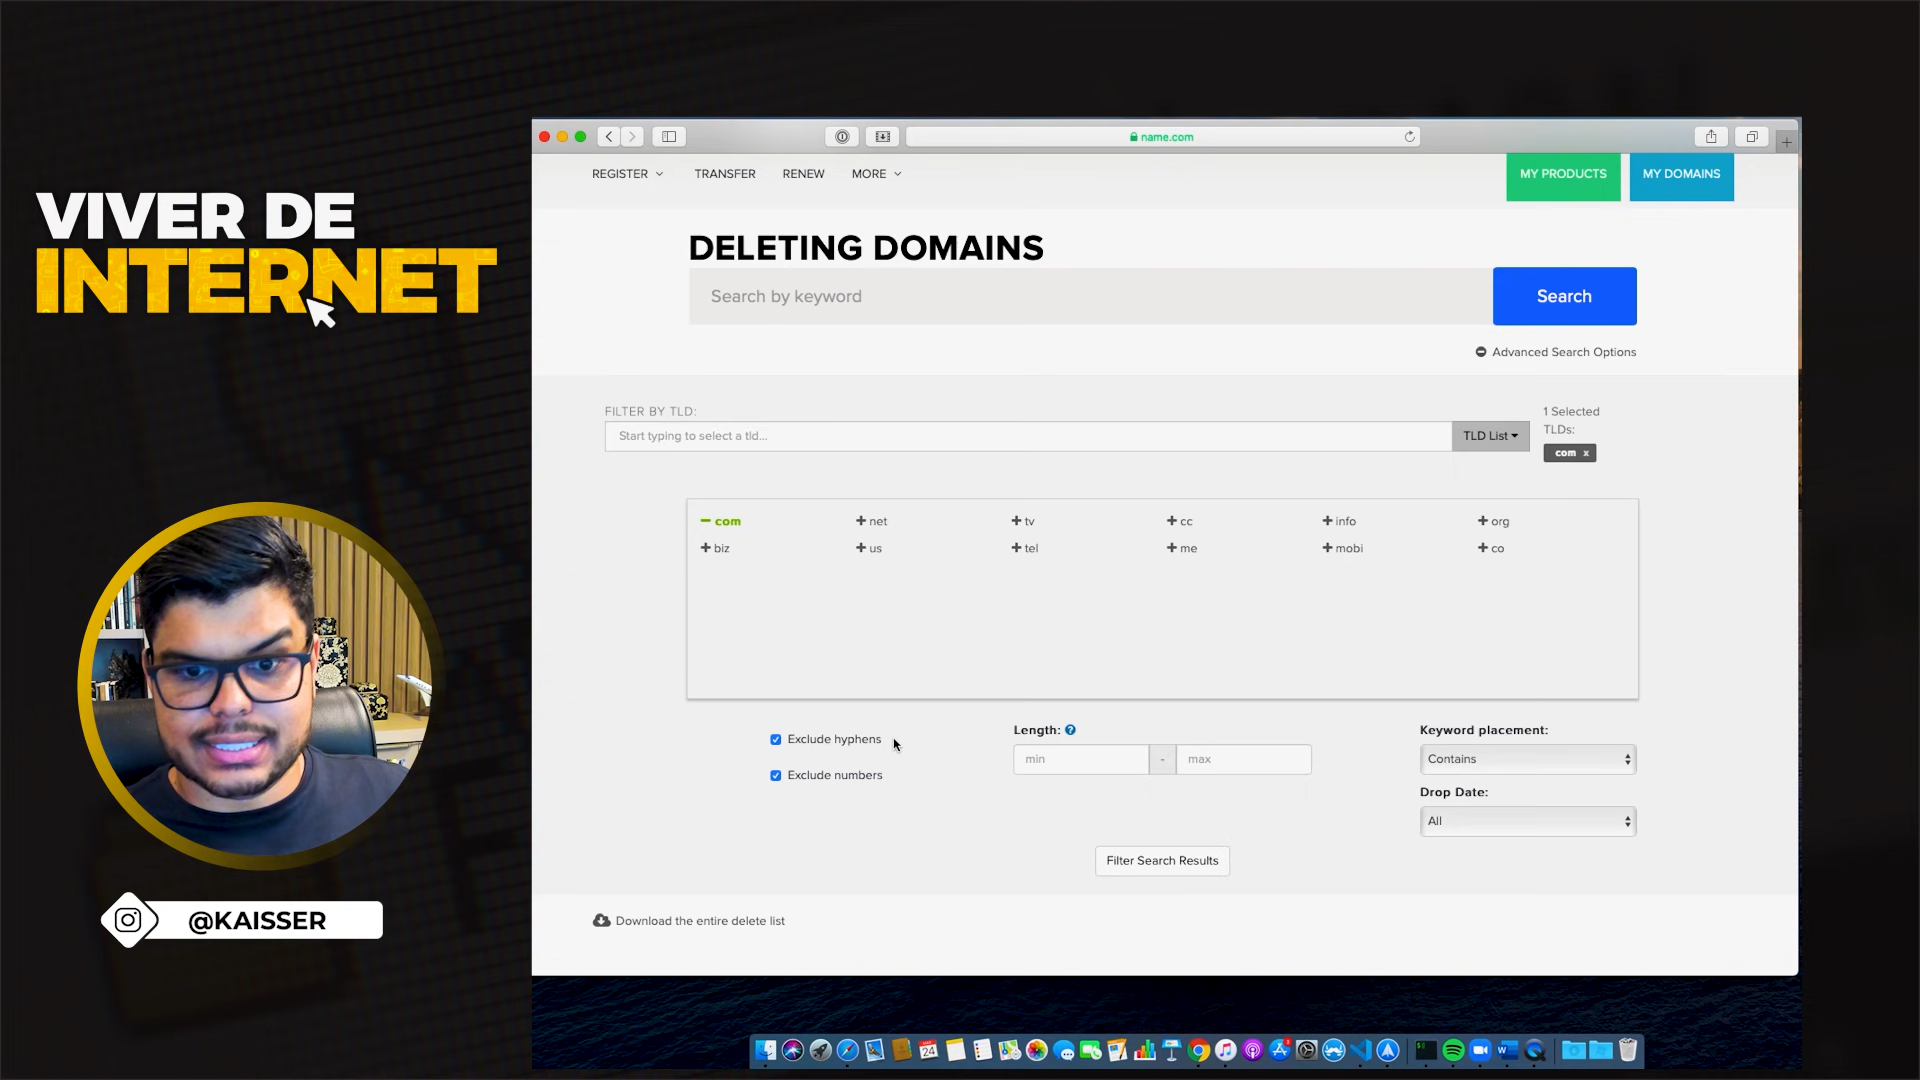 VIVER DE
INTERNET
@KAISSER
name.com
REGISTER
TRANSFER
RENEW
MORE
MY PRODUCTS
MY DOMAINS
DELETING DOMAINS
Search by keyword
Search
Advanced Search Options
FILTER BY TLD:
Start typing to select a tld...
TLD List
1 Selected
TLDs:
com x
com
net
tv
cc
info
org
biz
us
tel
me
mobi
co
Exclude hyphens
Exclude numbers
Length:
min
-
max
Keyword placement:
Contains
Drop Date:
All
Filter Search Results
Download the entire delete list
24